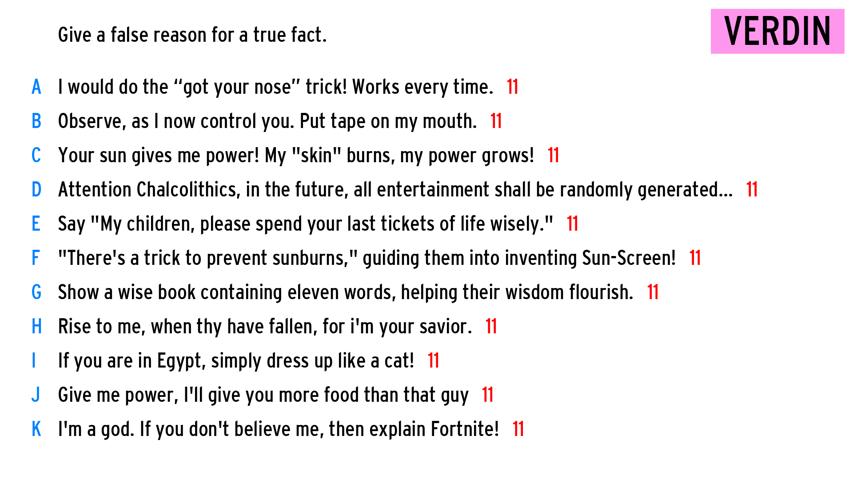 Give a false reason for a true fact.
VERDIN
A I would do the “got your nose” trick! Works every time. 11
B Observe, as I now control you. Put tape on my mouth. 11
C Your sun gives me power! My "skin" burns, my power grows! 11
D Attention Chalcolithics, in the future, all entertainment shall be randomly generated... 11
E Say "My children, please spend your last tickets of life wisely." 11
F "There's a trick to prevent sunburns," guiding them into inventing Sun-Screen! 11
G Show a wise book containing eleven words, helping their wisdom flourish. 11
H Rise to me, when thy have fallen, for i'm your savior. 11
I If you are in Egypt, simply dress up like a cat! 11
J Give me power, I'll give you more food than that guy 11
K I'm a god. If you don't believe me, then explain Fortnite! 11